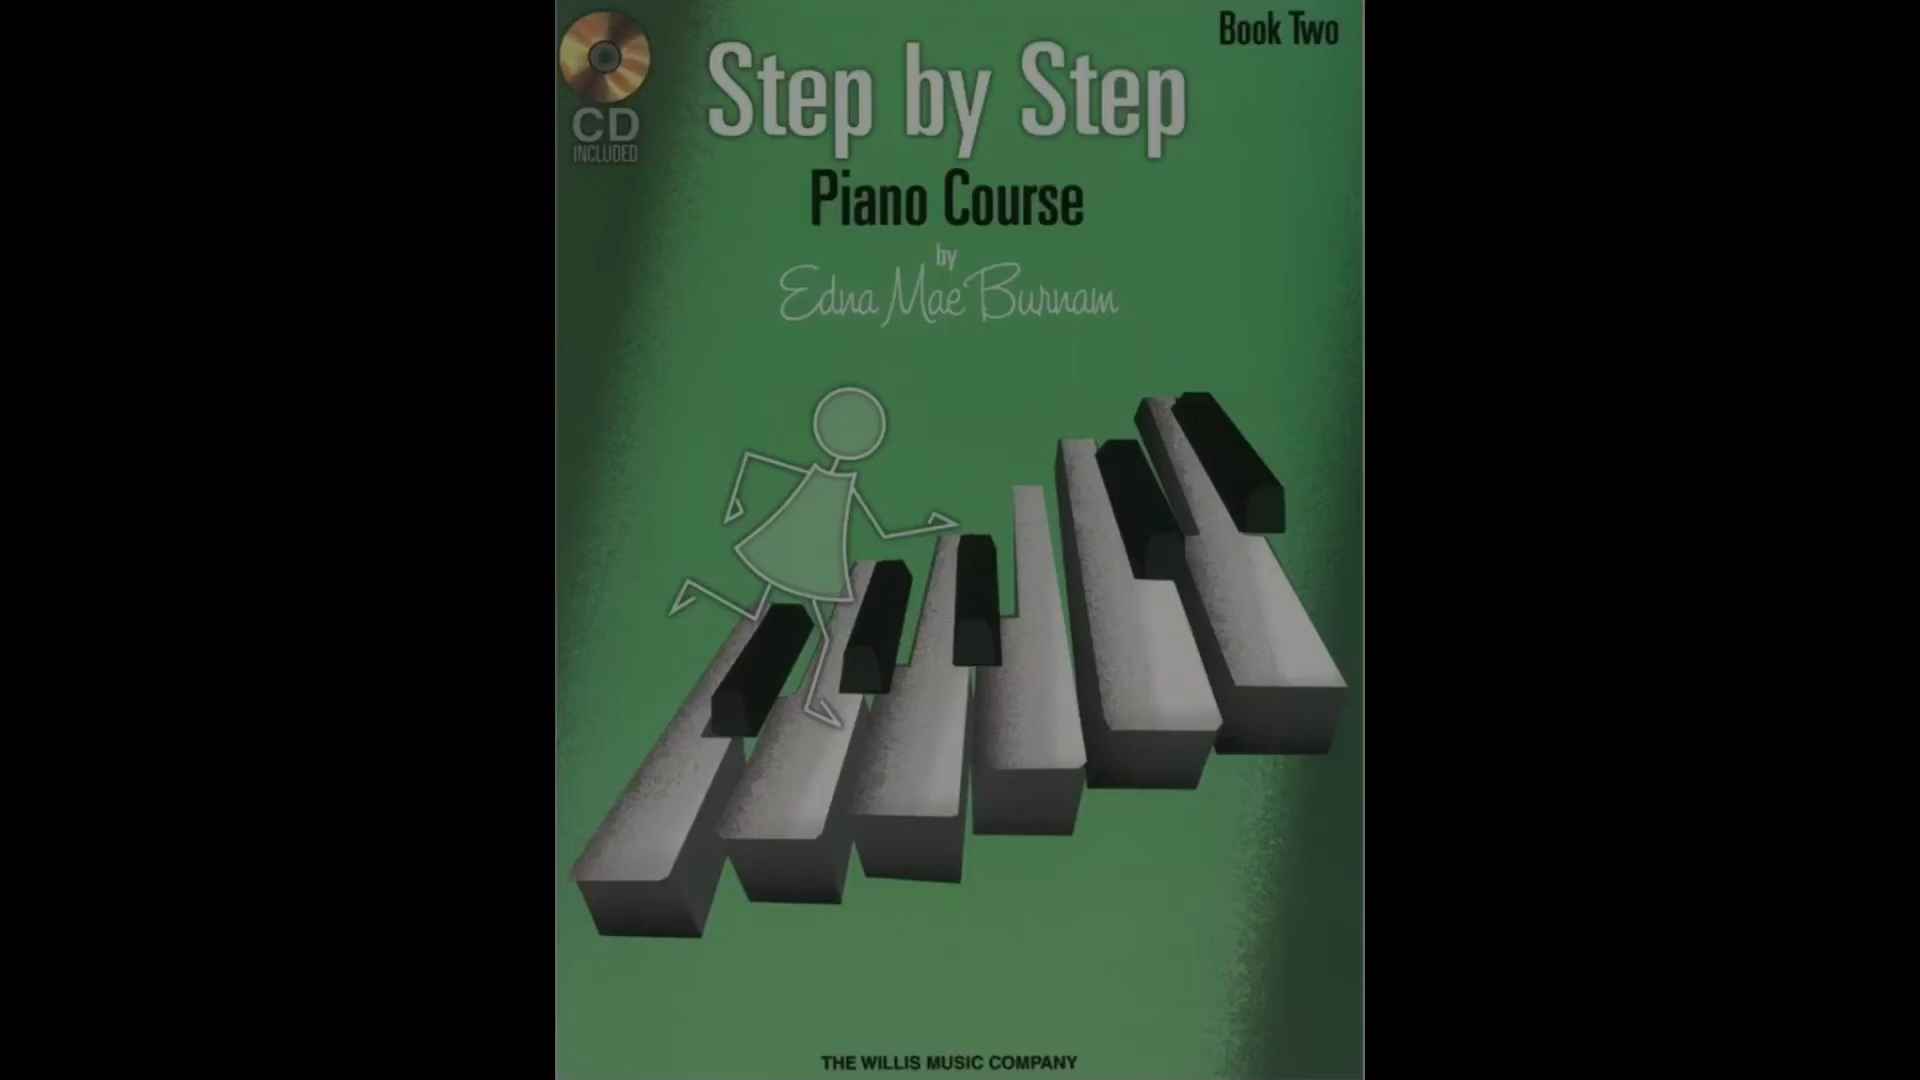 Book Two
Step by Step
CD
INCLUDED
Piano Course
by
Edna Mae Burnam
THE WILLIS MUSIC COMPANY